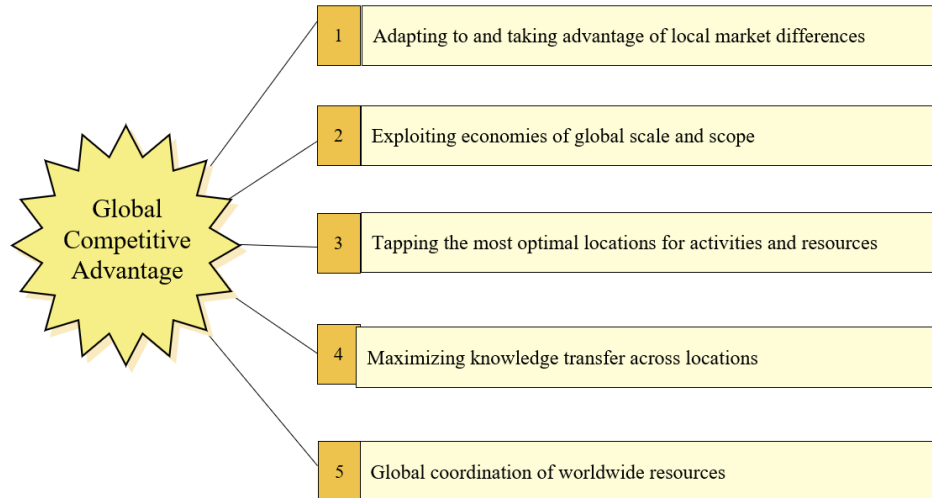 1
Adapting to and taking advantage of local market differences
2
Exploiting economies of global scale and scope
Global
Competitive
Advantage
3
Tapping the most optimal locations for activities and resources
4
Maximizing knowledge transfer across locations
5
Global coordination of worldwide resources